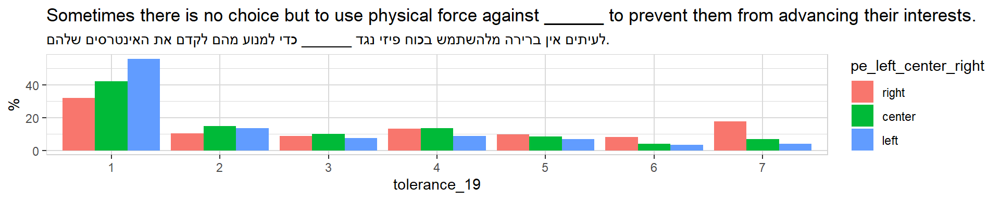 Sometimes there is no choice but to use physical force against ______ to prevent them from advancing their interests.
לעיתים אין ברירה מלהשתמש בכוח פיזי נגד ______ כדי למנוע מהם לקדם את האינטרסים שלהם.
%
40
20
0
1 2 3 4 5 6 7
tolerance_19
pe_left_center_right
right
center
left